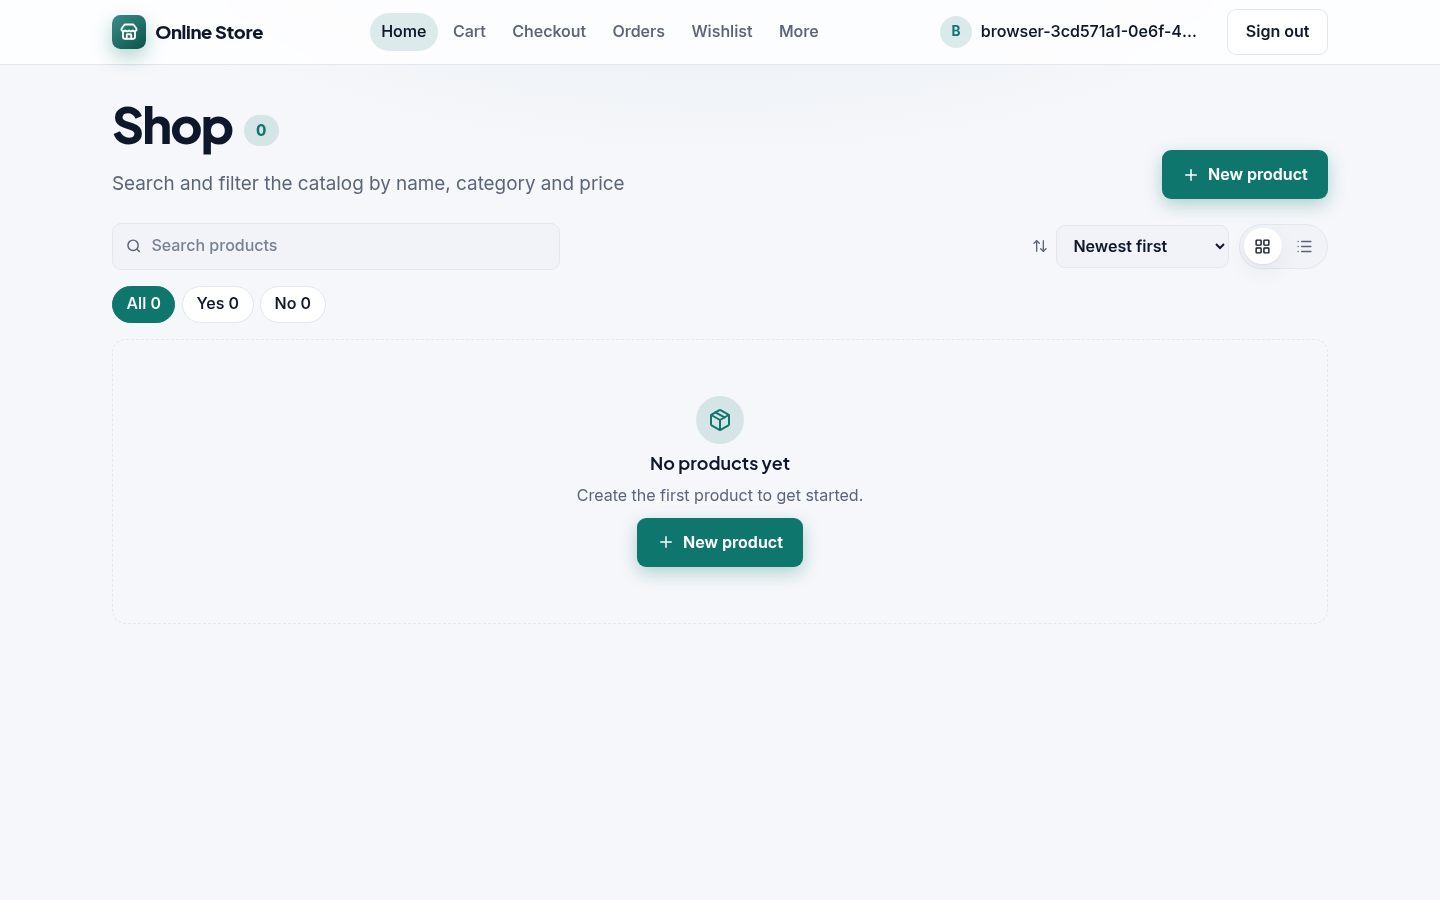 Online Store
Home
Cart
Checkout
Orders
Wishlist
More
B
browser-3cd571a1-0e6f-4...
Sign out
Shop
0
Search and filter the catalog by name, category and price
New product
Search products
Newest first
All 0
Yes 0
No 0
No products yet
Create the first product to get started.
New product